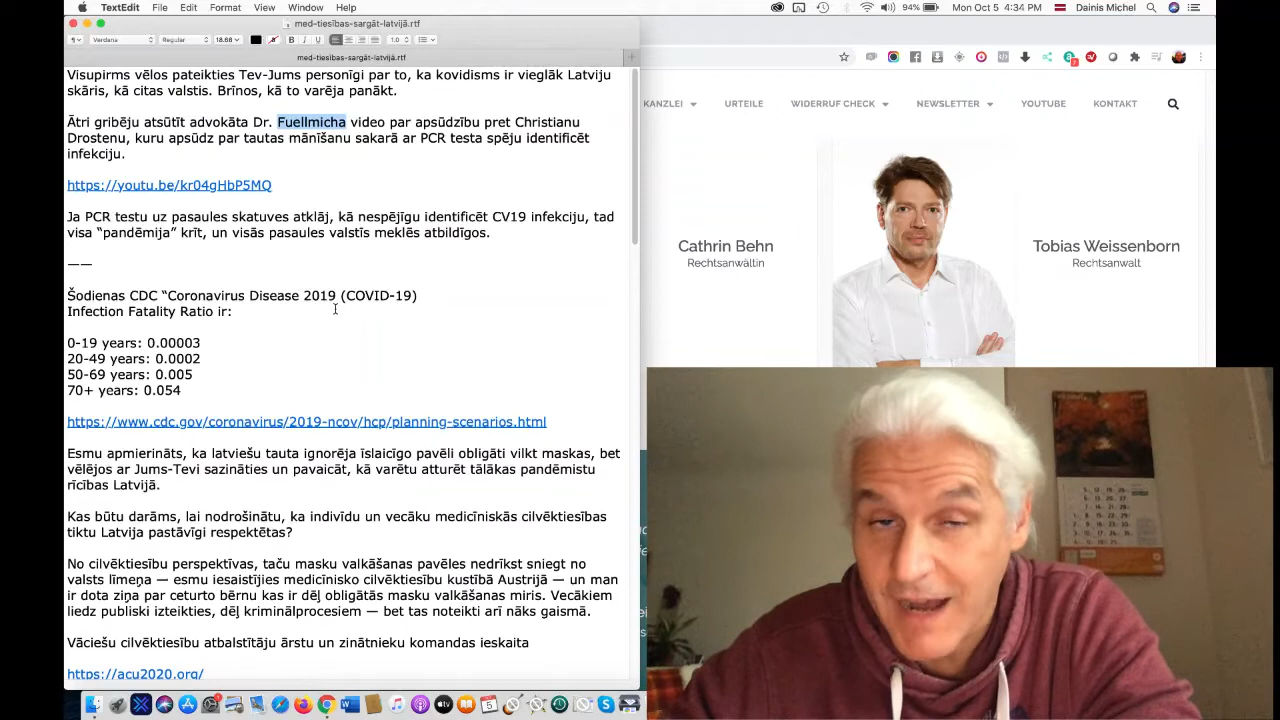 TextEdit File Edit Format View Window Help
94% Mon Oct 5 4:34 PM Dainis Michel
med-tiesības-sargāt-latvijā.rtf
Verdana Regular 18.66 B I U 1.0
med-tiesības-sargāt-latvijā.rtf
Visupirms vēlos pateikties Tev-Jums personīgi par to, ka kovidisms ir vieglāk Latviju
skāris, kā citas valstis. Brīnos, kā to varēja panākt.
Ātri gribēju atsūtīt advokāta Dr. Fuellmicha video par apsūdzību pret Christianu
Drostenu, kuru apsūdz par tautas mānīšanu sakarā ar PCR testa spēju identificēt
infekciju.
https://youtu.be/kr04gHbP5MQ
Ja PCR testu uz pasaules skatuves atklāj, kā nespējīgu identificēt CV19 infekciju, tad
visa “pandēmija” krīt, un visās pasaules valstīs meklēs atbildīgos.
——
Šodienas CDC “Coronavirus Disease 2019 (COVID-19)
Infection Fatality Ratio ir:
0-19 years: 0.00003
20-49 years: 0.0002
50-69 years: 0.005
70+ years: 0.054
https://www.cdc.gov/coronavirus/2019-ncov/hcp/planning-scenarios.html
Esmu apmierināts, ka latviešu tauta ignorēja īslaicīgo pavēli obligāti vilkt maskas, bet
vēlējos ar Jums-Tevi sazināties un pavaicāt, kā varētu atturēt tālākas pandēmistu
rīcības Latvijā.
Kas būtu darāms, lai nodrošinātu, ka indivīdu un vecāku medicīniskās cilvēktiesības
tiktu Latvija pastāvīgi respektētas?
No cilvēktiesību perspektīvas, taču masku valkāšanas pavēles nedrīkst sniegt no
valsts līmeņa — esmu iesaistījies medicīnisko cilvēktiesību kustībā Austrijā — un man
ir dota ziņa par ceturto bērnu kas ir dēļ obligātās masku valkāšanas miris. Vecākiem
liedz publiski izteikties, dēļ kriminālprocesiem — bet tas noteikti arī nāks gaismā.
Vāciešu cilvēktiesību atbalstītāju ārstu un zinātnieku komandas ieskaita
https://acu2020.org/
KANZLEI URTEILE WIDERRUF CHECK NEWSLETTER YOUTUBE KONTAKT
Cathrin Behn
Rechtsanwältin
Tobias Weissenborn
Rechtsanwalt